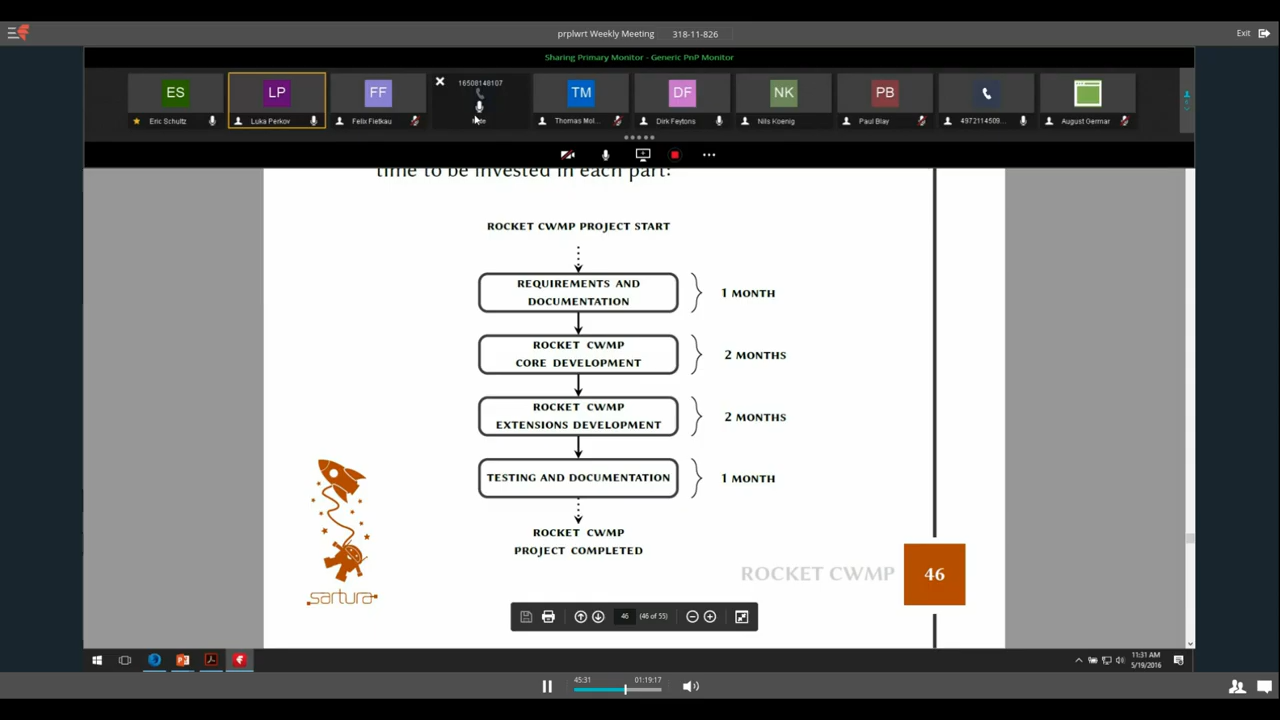 prplwrt Weekly Meeting 318-11-826
Exit
Sharing Primary Monitor - Generic PnP Monitor
ES LP FF 16508148107 TM DF NK PB
Eric Schultz Luka Perkov Felix Fietkau Mute Thomas Mol... Dirk Feytons Nils Koenig Paul Blay 4972114509... August Germar
time to be invested in each part:
ROCKET CWMP PROJECT START
REQUIREMENTS AND
DOCUMENTATION
1 MONTH
ROCKET CWMP
CORE DEVELOPMENT
2 MONTHS
ROCKET CWMP
EXTENSIONS DEVELOPMENT
2 MONTHS
TESTING AND DOCUMENTATION
1 MONTH
ROCKET CWMP
PROJECT COMPLETED
sartura
ROCKET CWMP 46
46 (46 of 55)
11:31 AM
5/19/2016
45:31 01:19:17